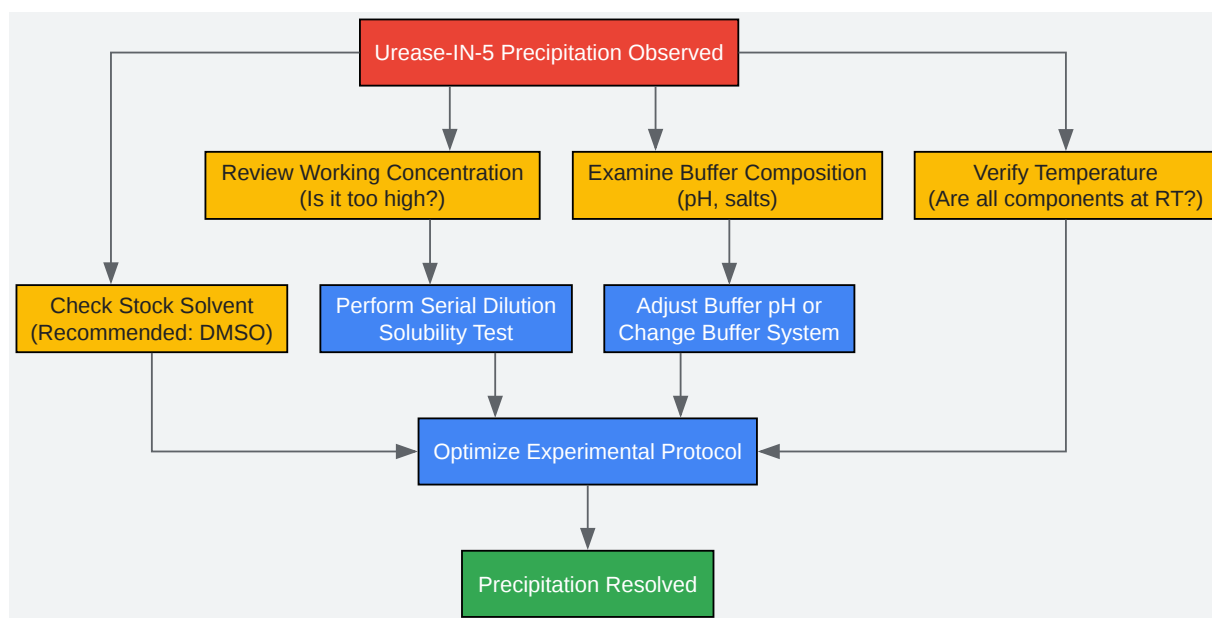 Urease-IN-5 Precipitation Observed
Review Working Concentration
(Is it too high?)
Examine Buffer Composition
(pH, salts)
Verify Temperature
(Are all components at RT?)
Check Stock Solvent
(Recommended: DMSO)
Perform Serial Dilution
Solubility Test
Adjust Buffer pH or
Change Buffer System
Optimize Experimental Protocol
Precipitation Resolved